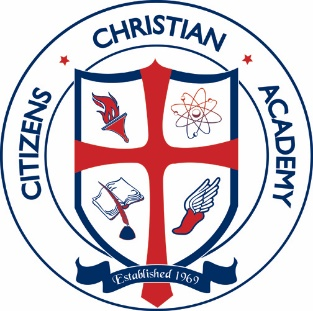 CITIZENS CHRISTIAN ACADEMY
Established 1969